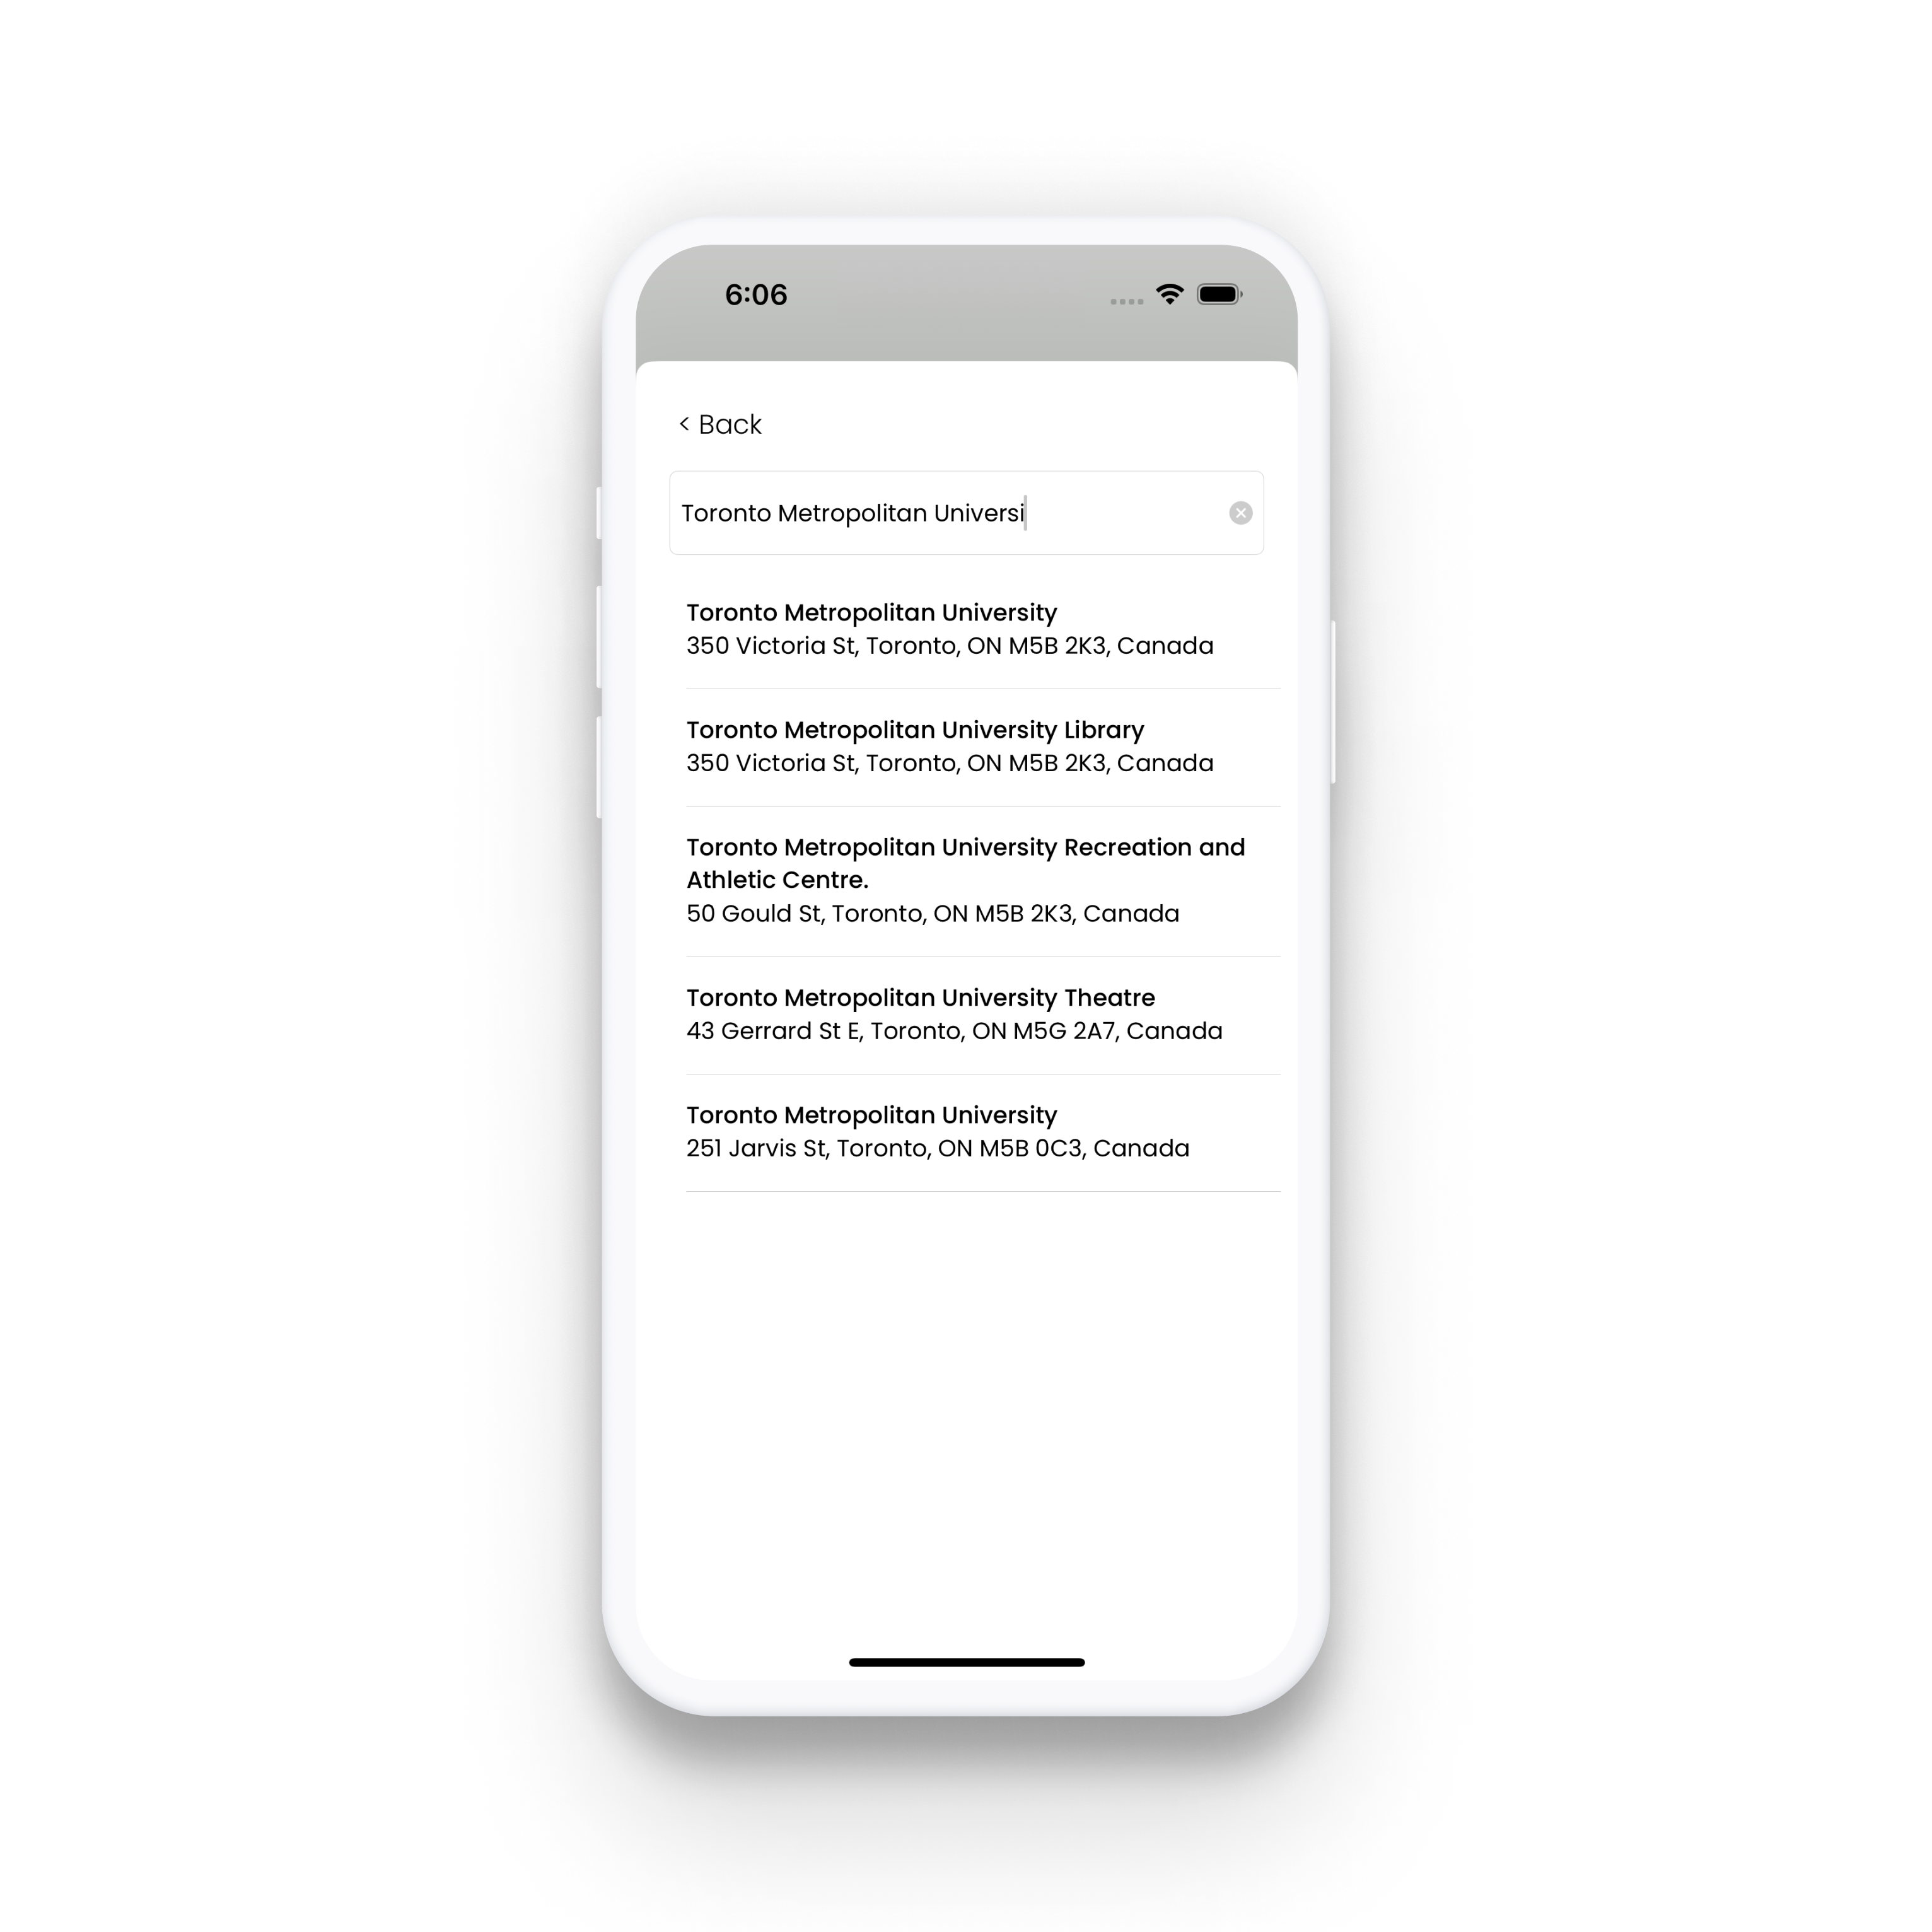 6:06
< Back
Toronto Metropolitan Universi
Toronto Metropolitan University
350 Victoria St, Toronto, ON M5B 2K3, Canada
Toronto Metropolitan University Library
350 Victoria St, Toronto, ON M5B 2K3, Canada
Toronto Metropolitan University Recreation and
Athletic Centre.
50 Gould St, Toronto, ON M5B 2K3, Canada
Toronto Metropolitan University Theatre
43 Gerrard St E, Toronto, ON M5G 2A7, Canada
Toronto Metropolitan University
251 Jarvis St, Toronto, ON M5B 0C3, Canada